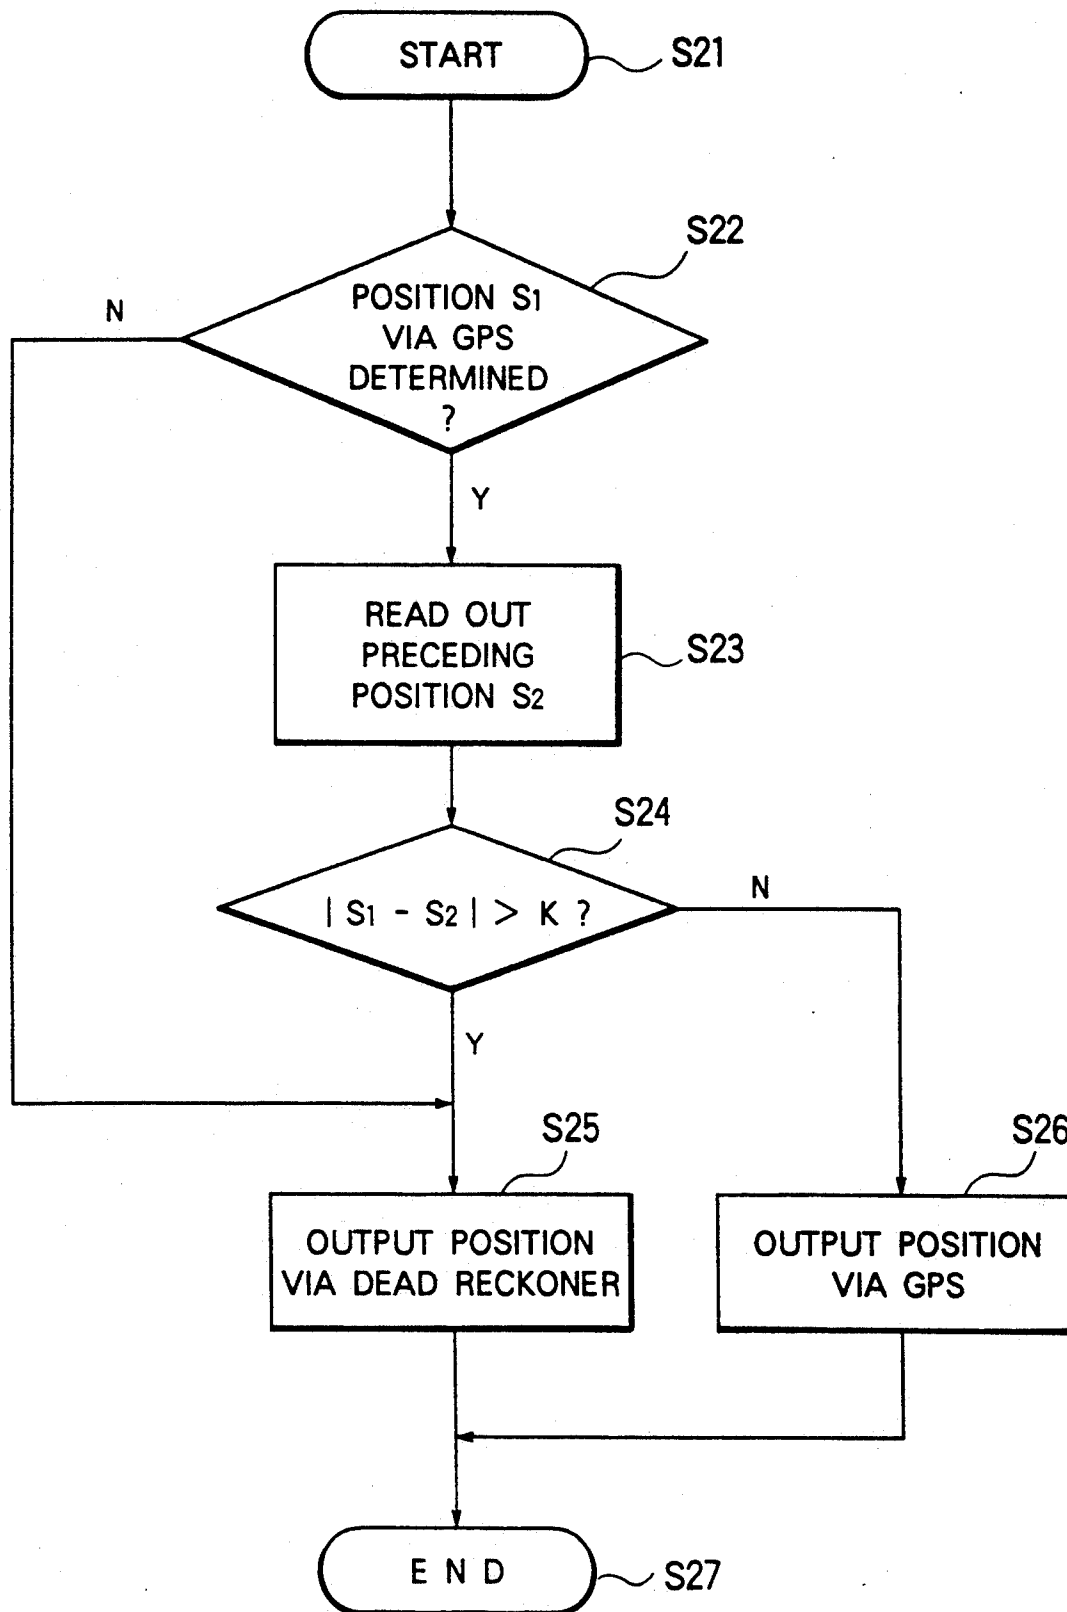 START
S21
S22
N
POSITION S1
VIA GPS
DETERMINED
?
Y
READ OUT
PRECEDING
POSITION S2
S23
S24
| S1 - S2 | > K ?
N
Y
S25
S26
OUTPUT POSITION
VIA DEAD RECKONER
OUTPUT POSITION
VIA GPS
E N D
S27